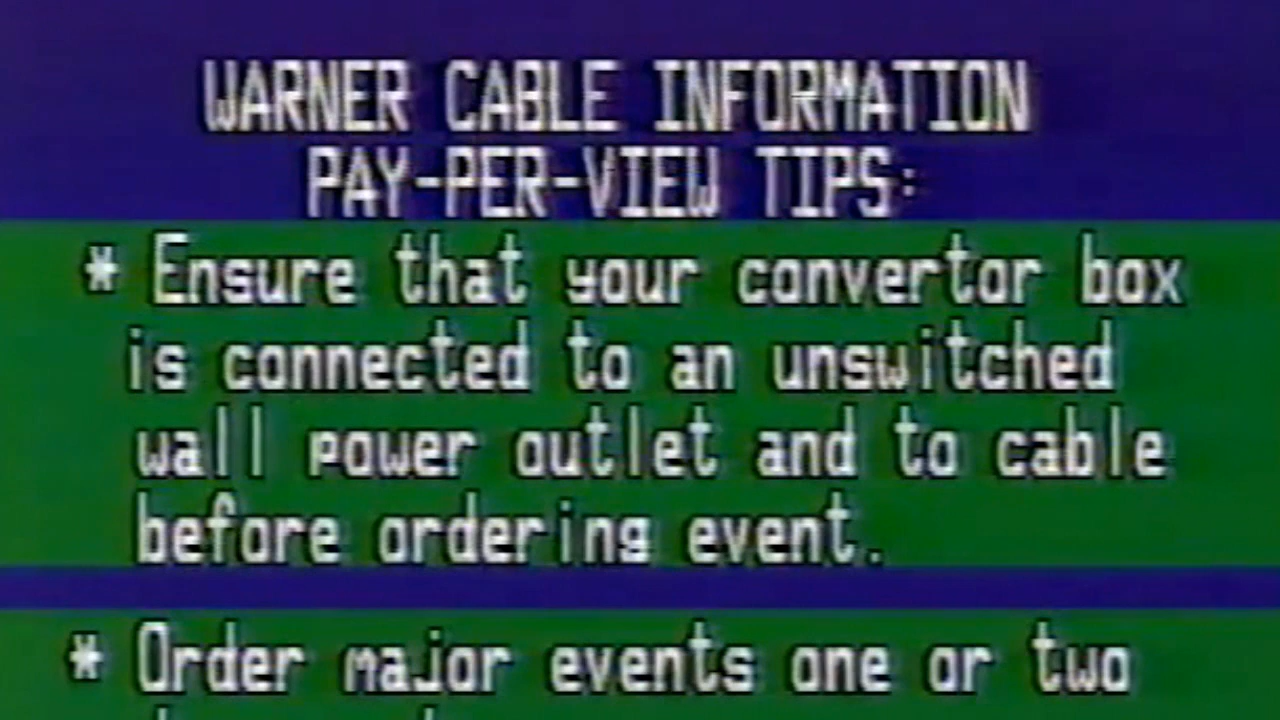 WARNER CABLE INFORMATION
PAY-PER-VIEW TIPS:
* Ensure that your convertor box
is connected to an unswitched
wall power outlet and to cable
before ordering event.
* Order major events one or two